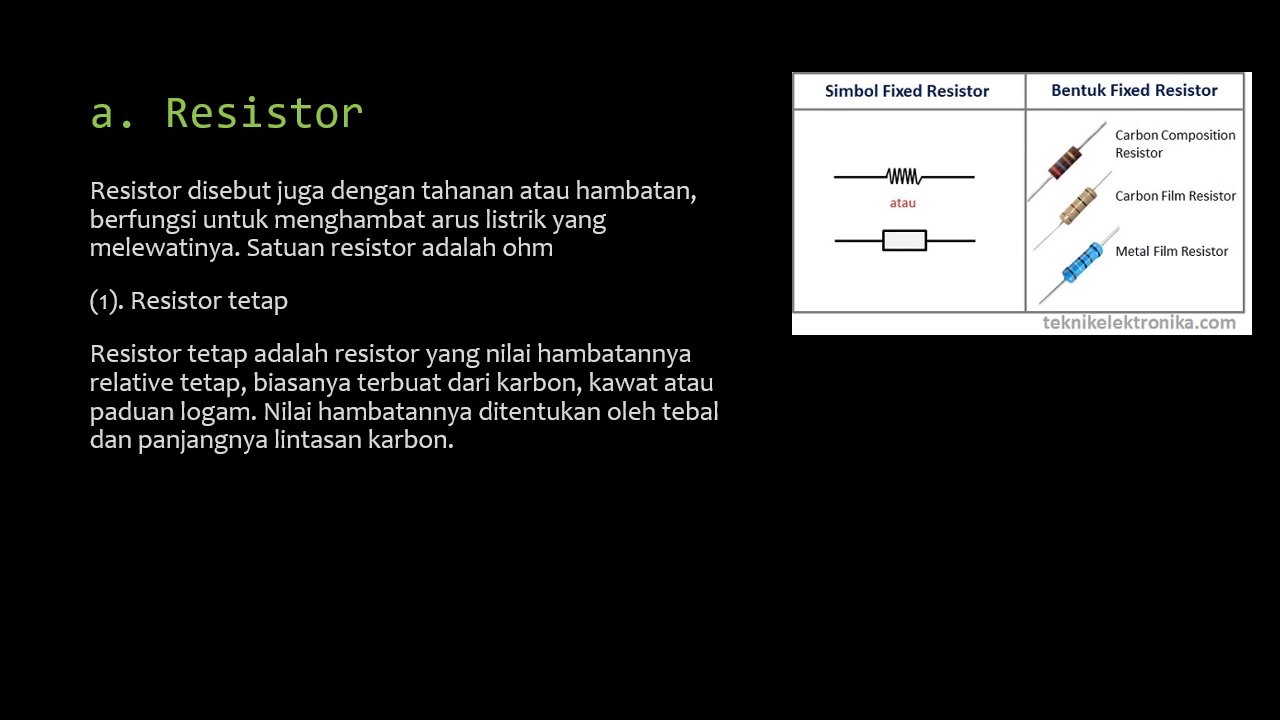 a. Resistor
Resistor disebut juga dengan tahanan atau hambatan,
berfungsi untuk menghambat arus listrik yang
melewatinya. Satuan resistor adalah ohm
(1). Resistor tetap
Resistor tetap adalah resistor yang nilai hambatannya
relative tetap, biasanya terbuat dari karbon, kawat atau
paduan logam. Nilai hambatannya ditentukan oleh tebal
dan panjangnya lintasan karbon.
Simbol Fixed Resistor
Bentuk Fixed Resistor
atau
Carbon Composition
Resistor
Carbon Film Resistor
Metal Film Resistor
teknikelektronika.com